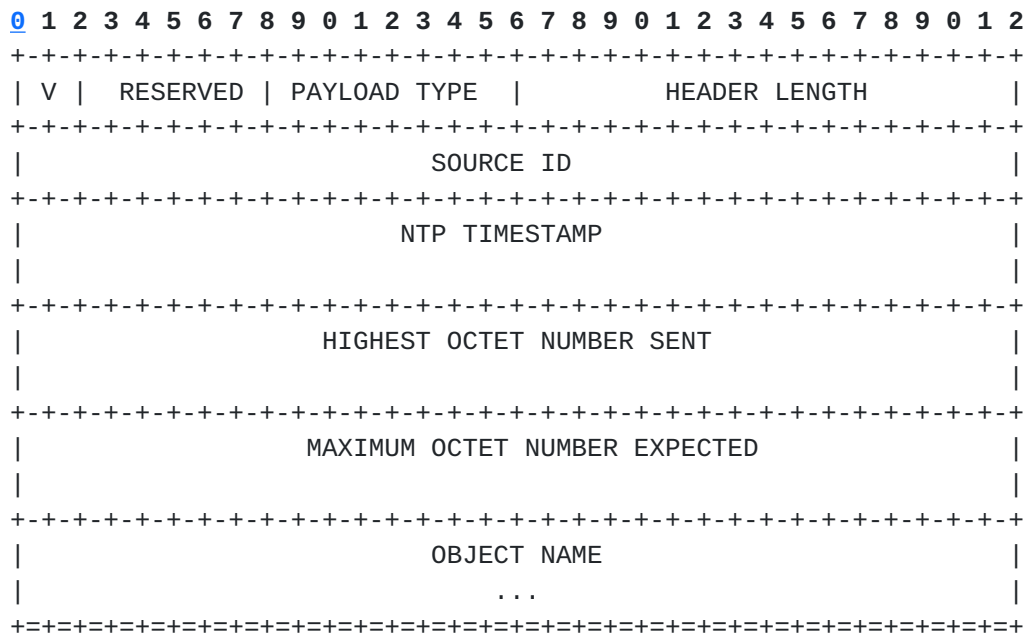 0 1 2 3 4 5 6 7 8 9 0 1 2 3 4 5 6 7 8 9 0 1 2 3 4 5 6 7 8 9 0 1 2
+-+-+-+-+-+-+-+-+-+-+-+-+-+-+-+-+-+-+-+-+-+-+-+-+-+-+-+-+-+-+-+-+
| V |  RESERVED | PAYLOAD TYPE  |         HEADER LENGTH         |
+-+-+-+-+-+-+-+-+-+-+-+-+-+-+-+-+-+-+-+-+-+-+-+-+-+-+-+-+-+-+-+-+
|                          SOURCE ID                            |
+-+-+-+-+-+-+-+-+-+-+-+-+-+-+-+-+-+-+-+-+-+-+-+-+-+-+-+-+-+-+-+-+
|                        NTP TIMESTAMP                          |
|                                                               |
+-+-+-+-+-+-+-+-+-+-+-+-+-+-+-+-+-+-+-+-+-+-+-+-+-+-+-+-+-+-+-+-+
|                   HIGHEST OCTET NUMBER SENT                   |
|                                                               |
+-+-+-+-+-+-+-+-+-+-+-+-+-+-+-+-+-+-+-+-+-+-+-+-+-+-+-+-+-+-+-+-+
|                  MAXIMUM OCTET NUMBER EXPECTED                |
|                                                               |
+-+-+-+-+-+-+-+-+-+-+-+-+-+-+-+-+-+-+-+-+-+-+-+-+-+-+-+-+-+-+-+-+
|                          OBJECT NAME                          |
|                              ...                              |
+=+=+=+=+=+=+=+=+=+=+=+=+=+=+=+=+=+=+=+=+=+=+=+=+=+=+=+=+=+=+=+=+